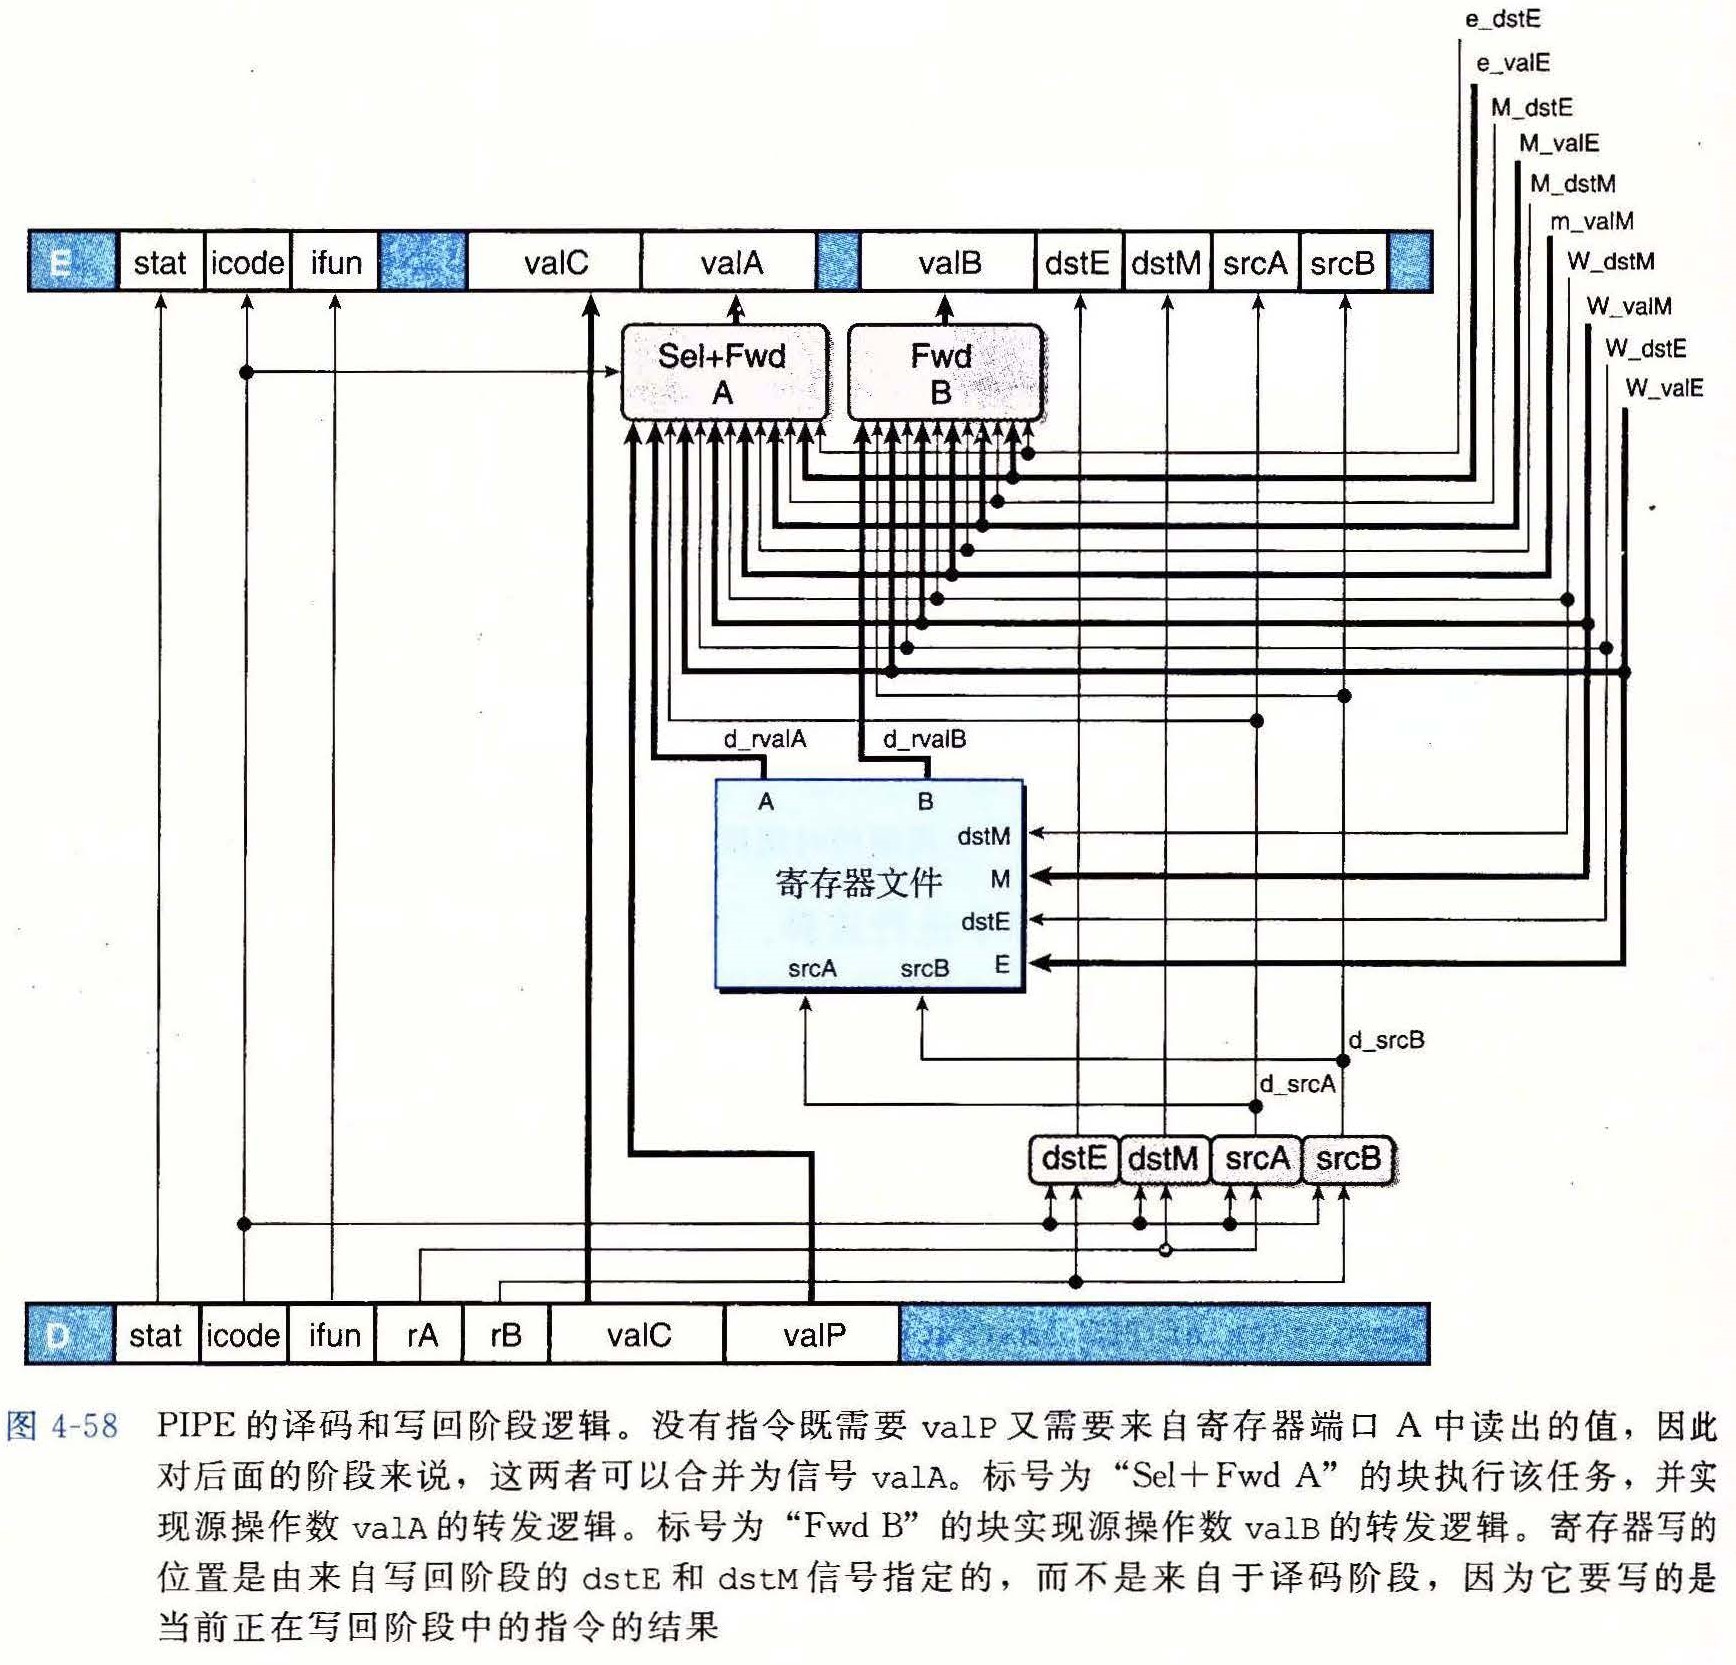 e_dstE
e_valE
M_dstE
M_valE
M_dstM
m_valM
W_dstM
W_valM
W_dstE
W_valE
E stat icode ifun valC valA valB dstE dstM srcA srcB
Sel+Fwd
A
Fwd
B
d_rvalA d_rvalB
A B
dstM
寄存器文件 M
dstE
srcA srcB E
d_srcB
d_srcA
dstE dstM srcA srcB
D stat icode ifun rA rB valC valP
图 4-58 PIPE 的译码和写回阶段逻辑。没有指令既需要 valP 又需要来自寄存器端口 A 中读出的值，因此
对后面的阶段来说，这两者可以合并为信号 valA。标号为“Sel+Fwd A”的块执行该任务，并实
现源操作数 valA 的转发逻辑。标号为“Fwd B”的块实现源操作数 valB 的转发逻辑。寄存器写的
位置是由来自写回阶段的 dstE 和 dstM 信号指定的，而不是来自于译码阶段，因为它要写的是
当前正在写回阶段中的指令的结果